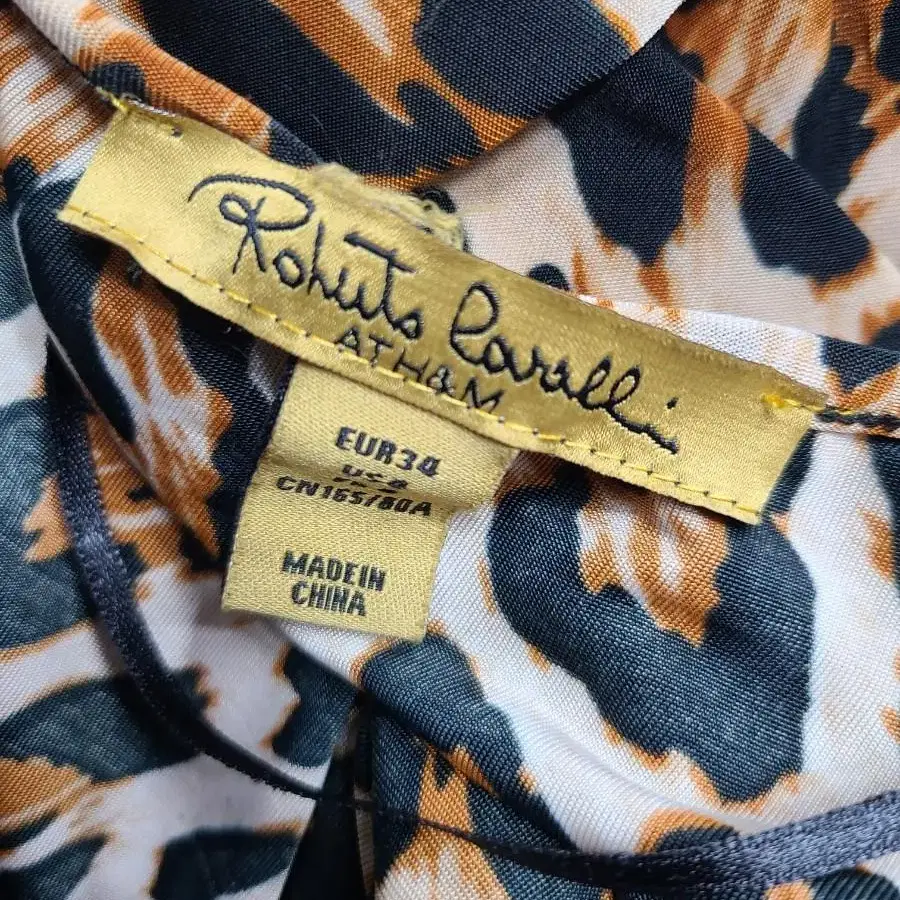 Roberto Cavalli
AT H&M
EUR34
CN165/80A
MADE IN
CHINA